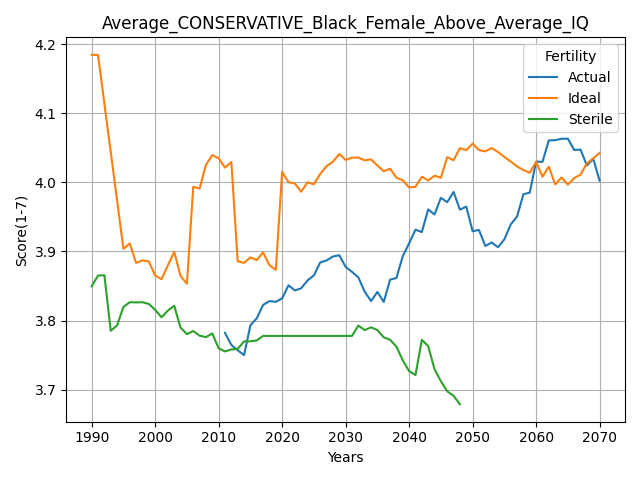 Average_CONSERVATIVE_Black_Female_Above_Average_IQ
Fertility
Actual
Ideal
Sterile
Score(1-7)
4.2
4.1
4.0
3.9
3.8
3.7
1990 2000 2010 2020 2030 2040 2050 2060 2070
Years